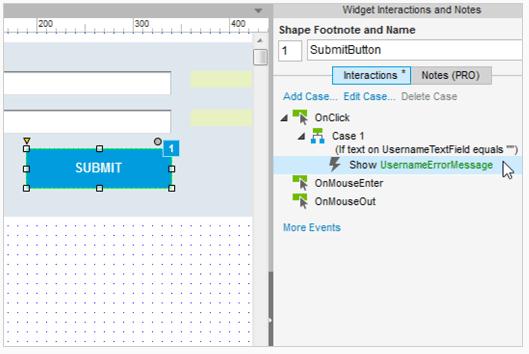 Widget Interactions and Notes
200 300 400
Shape Footnote and Name
1 SubmitButton
Interactions * Notes (PRO)
Add Case... Edit Case... Delete Case
OnClick
Case 1
(If text on UsernameTextField equals "")
Show UsernameErrorMessage
OnMouseEnter
OnMouseOut
More Events
1
SUBMIT